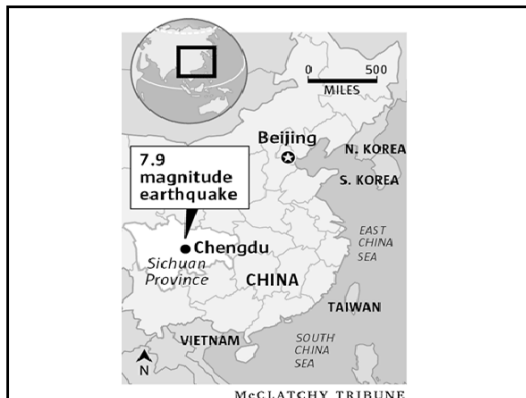 0 500
MILES
Beijing
N. KOREA
S. KOREA
7.9
magnitude
earthquake
EAST
CHINA
SEA
Chengdu
Sichuan
Province
CHINA
TAIWAN
VIETNAM
SOUTH
CHINA
SEA
N
MCCLATCHY TRIBUNE